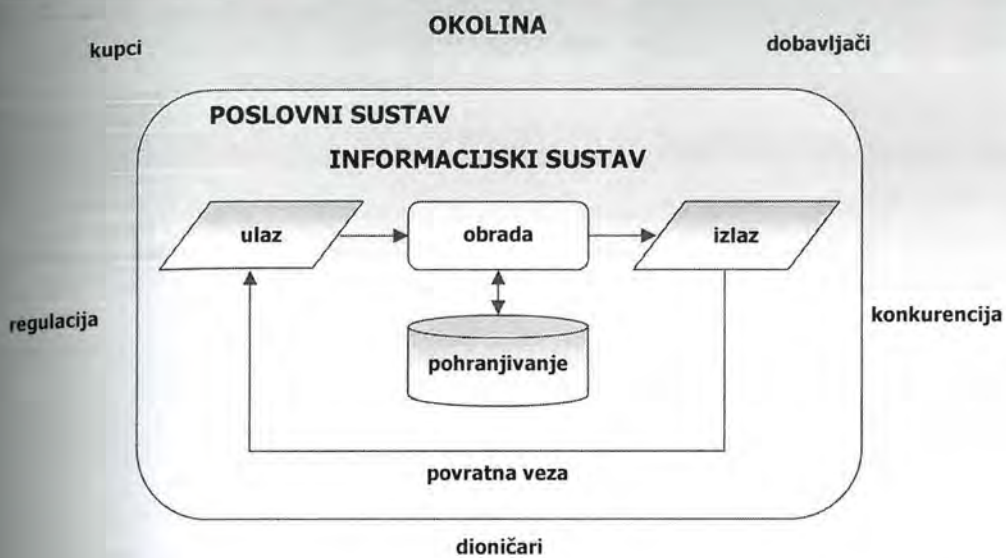 OKOLINA
kupci
dobavljači
POSLOVNI SUSTAV
INFORMACIJSKI SUSTAV
ulaz
obrada
izlaz
regulacija
konkurencija
pohranjivanje
povratna veza
dioničari